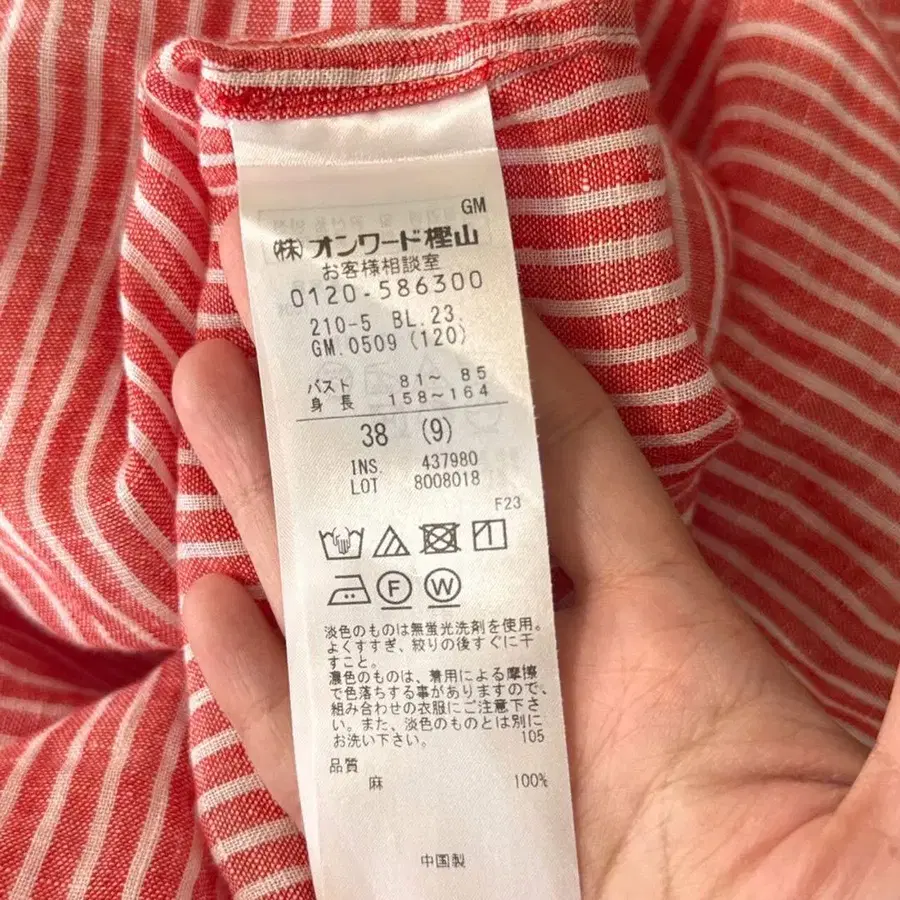 GM
(株)オンワード樫山
お客様相談室
0120-586300
210-5 BL.23.
GM.0509 (120)
バスト 81〜 85
身長 158〜164
38 (9)
INS. 437980
LOT 8008018
F23
F W
淡色のものは無蛍光洗剤を使用。
よくすすぎ、絞りの後すぐに干
すこと。
濃色のものは、着用による摩擦
で色落ちする事がありますので、
組み合わせの衣服にご注意下さ
い。また、淡色のものとは別に
お洗い下さい。 105
品質
麻 100%
中国製